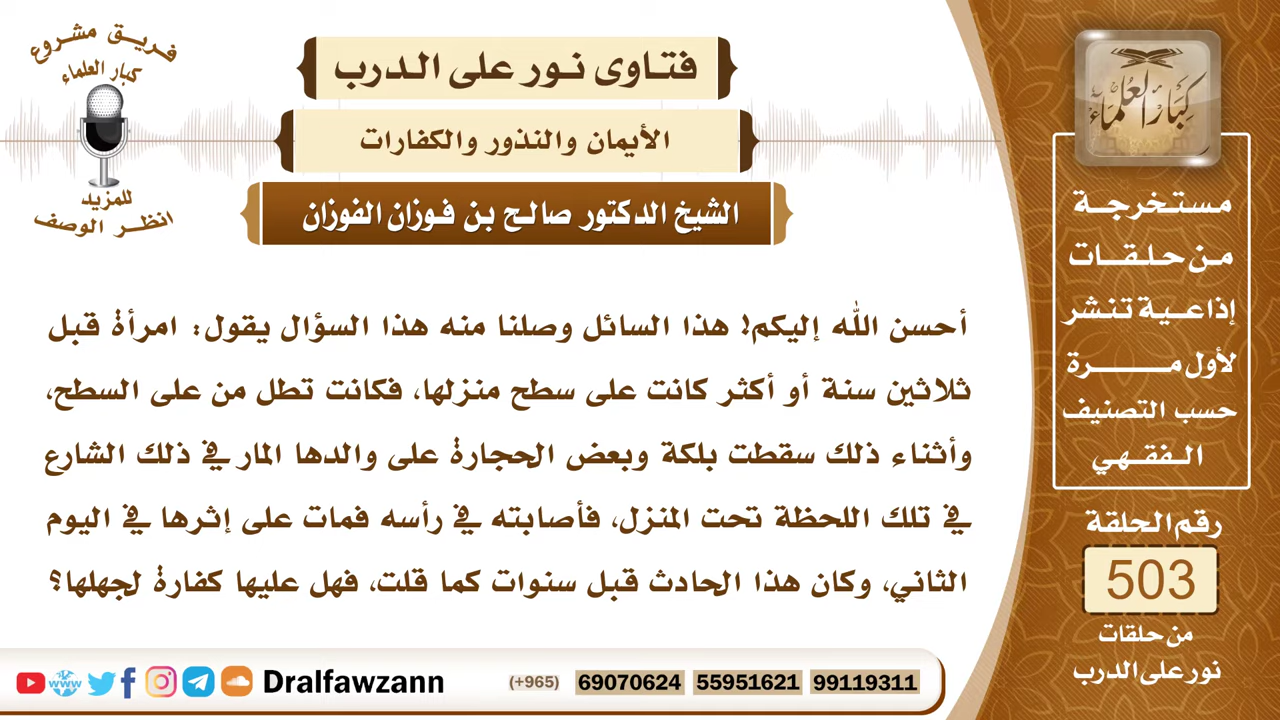 فريق مشروع
كبار العلماء
للمزيد
انظر الوصف
فتاوى نور على الدرب
الأيمان والنذور والكفارات
الشيخ الدكتور صالح بن فوزان الفوزان
أحسن الله إليكم! هذا السائل وصلنا منه هذا السؤال يقول: امرأة قبل
ثلاثين سنة أو أكثر كانت على سطح منزلها، فكانت تطل من على السطح،
وأثناء ذلك سقطت بلكة وبعض الحجارة على والدها المار في ذلك الشارع
في تلك اللحظة تحت المنزل، فأصابته في رأسه فمات على إثرها في اليوم
الثاني، وكان هذا الحادث قبل سنوات كما قلت، فهل عليها كفارة لجهلها؟
كبار العلماء
مستخرجة
من حلقات
إذاعية تنشر
لأول مرة
حسب التصنيف
الفقهي
رقم الحلقة
503
من حلقات
نور على الدرب
www Dralfawzann (+965) 69070624 55951621 99119311